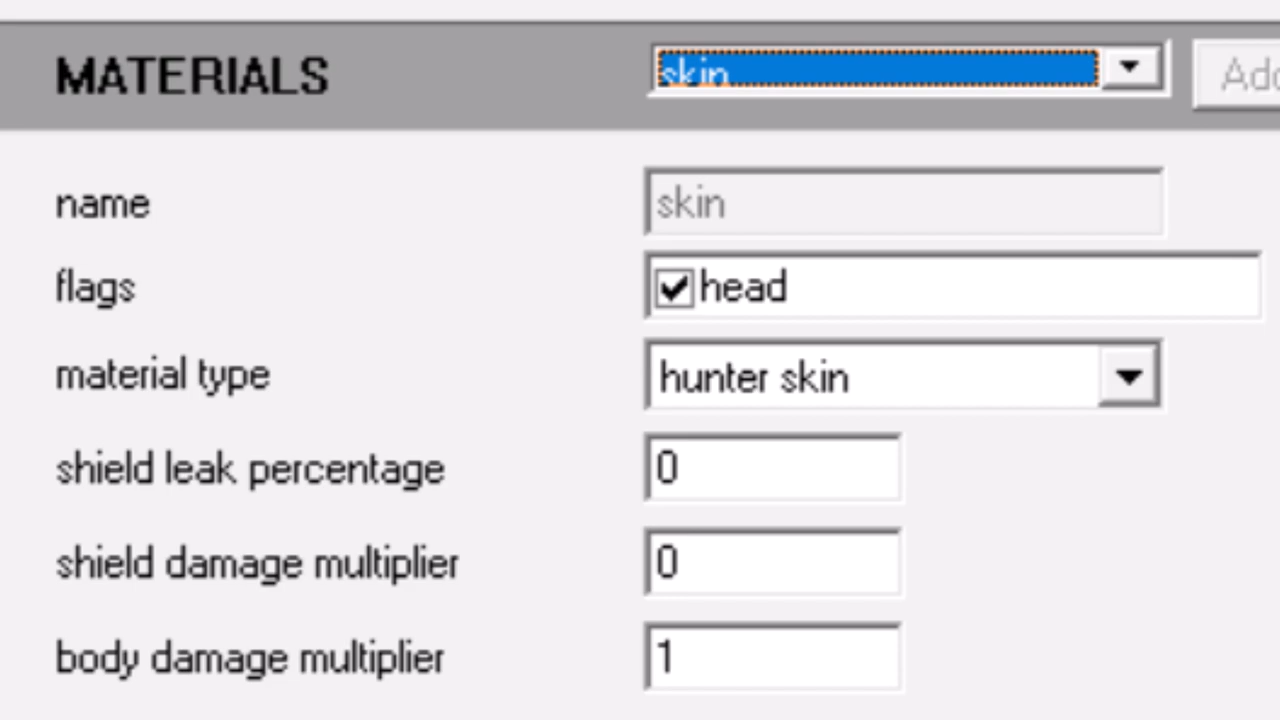 MATERIALS skin
name skin
flags head
material type hunter skin
shield leak percentage 0
shield damage multiplier 0
body damage multiplier 1